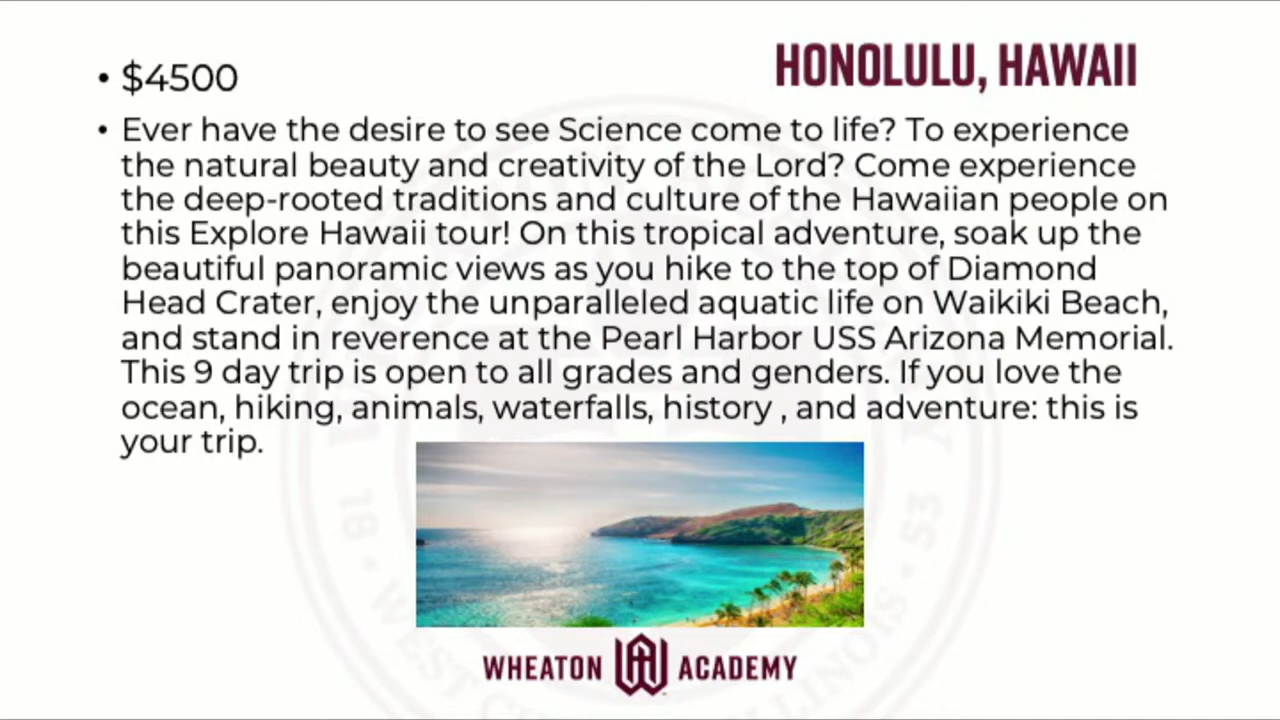 HONOLULU, HAWAII
• $4500
• Ever have the desire to see Science come to life? To experience
the natural beauty and creativity of the Lord? Come experience
the deep-rooted traditions and culture of the Hawaiian people on
this Explore Hawaii tour! On this tropical adventure, soak up the
beautiful panoramic views as you hike to the top of Diamond
Head Crater, enjoy the unparalleled aquatic life on Waikiki Beach,
and stand in reverence at the Pearl Harbor USS Arizona Memorial.
This 9 day trip is open to all grades and genders. If you love the
ocean, hiking, animals, waterfalls, history , and adventure: this is
your trip.
18 • WEST • 53
ILLINOIS
WHEATON WA ACADEMY